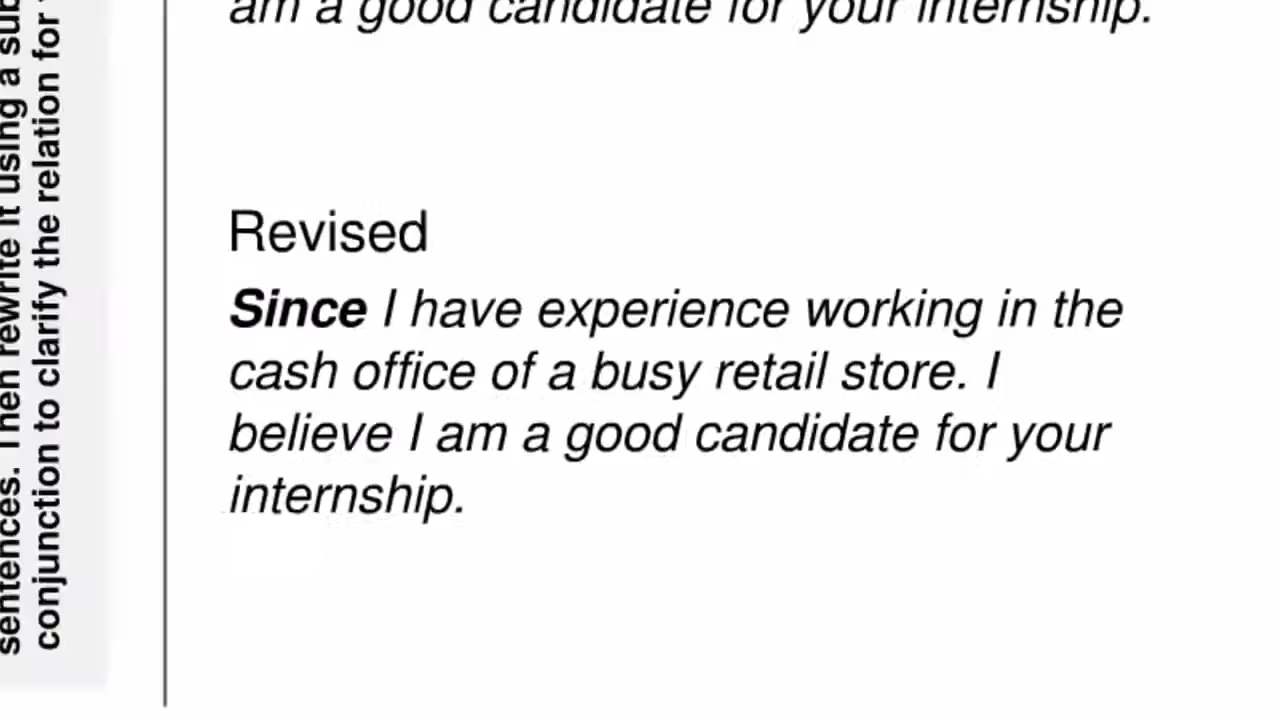 am a good candidate for your internship.
Revised
Since I have experience working in the
cash office of a busy retail store. I
believe I am a good candidate for your
internship.
sentences. Then rewrite it using a sub
conjunction to clarify the relation for